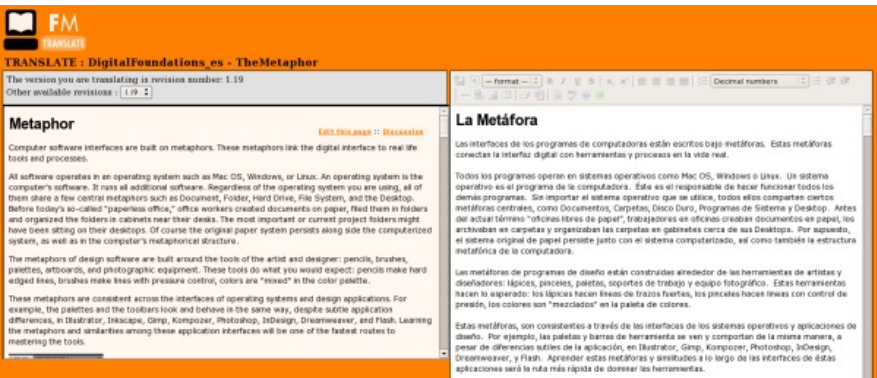 FM
TRANSLATE
TRANSLATE : DigitalFoundations_es - TheMetaphor
The version you are translating is revision number: 1.19
Other available revisions : 1.19
Metaphor
Edit this page :: Discussion
Computer software interfaces are built on metaphors. These metaphors link the digital interface to real life
tools and processes.
All software operates in an operating system such as Mac OS, Windows, or Linux. An operating system is the
computer's software. It runs all additional software. Regardless of the operating system you are using, all of
them share a few central metaphors such as Document, Folder, Hard Drive, File System, and the Desktop.
Before today's so-called "paperless office," office workers created documents on paper, filed them in folders
and organized the folders in cabinets near their desks. The most important or current project folders might
have been sitting on their desktops. Of course the original paper system persists along side the computerized
system, as well as in the computer's metaphorical structure.
The metaphors of design software are built around the tools of the artist and designer: pencils, brushes,
palettes, artboards, and photographic equipment. These tools do what you would expect: pencils make hard
edged lines, brushes make lines with pressure control, colors are "mixed" in the color palette.
These metaphors are consistent across the interfaces of operating systems and design applications. For
example, the palettes and the toolbars look and behave in the same way, despite subtle application
differences, in Illustrator, Inkscape, Gimp, Kompozer, Photoshop, InDesign, Dreamweaver, and Flash. Learning
the metaphors and similarities among these application interfaces will be one of the fastest routes to
mastering the tools.
-- format --
Decimal numbers
La Metáfora
Las interfaces de los programas de computadoras están escritos bajo metáforas. Estas metáforas
conectan la interfaz digital con herramientas y procesos en la vida real.
Todos los programas operan en sistemas operativos como Mac OS, Windows o Linux. Un sistema
operativo es el programa de la computadora. Éste es el responsable de hacer funcionar todos los
demás programas. Sin importar el sistema operativo que se utilice, todos ellos comparten ciertos
metáforas centrales, como Documentos, Carpetas, Disco Duro, Programas de Sistema y Desktop. Antes
del actual término "oficinas libres de papel", trabajadores en oficinas creaban documentos en papel, los
archivaban en carpetas y organizaban las carpetas en gabinetes cerca de sus Desktops. Por supuesto,
el sistema original de papel persiste junto con el sistema computarizado, así como también la estructura
metafórica de la computadora.
Las metáforas de programas de diseño están construidas alrededor de las herramientas de artistas y
diseñadores: lápices, pinceles, paletas, soportes de trabajo y equipo fotográfico. Estas herramientas
hacen lo esperado: los lápices hacen líneas de trazos fuertes, los pinceles hacen líneas con control de
presión, los colores son "mezclados" en la paleta de colores.
Estas metáforas, son consistentes a través de las interfaces de los sistemas operativos y aplicaciones de
diseño. Por ejemplo, las paletas y barras de herramienta se ven y comportan de la misma manera, a
pesar de diferencias sutiles de la aplicación, en Illustrator, Gimp, Kompozer, Photoshop, InDesign,
Dreamweaver, y Flash. Aprender estas metáforas y similitudes a lo largo de las interfaces de éstas
aplicaciones será la ruta más rápida de dominar las herramientas.